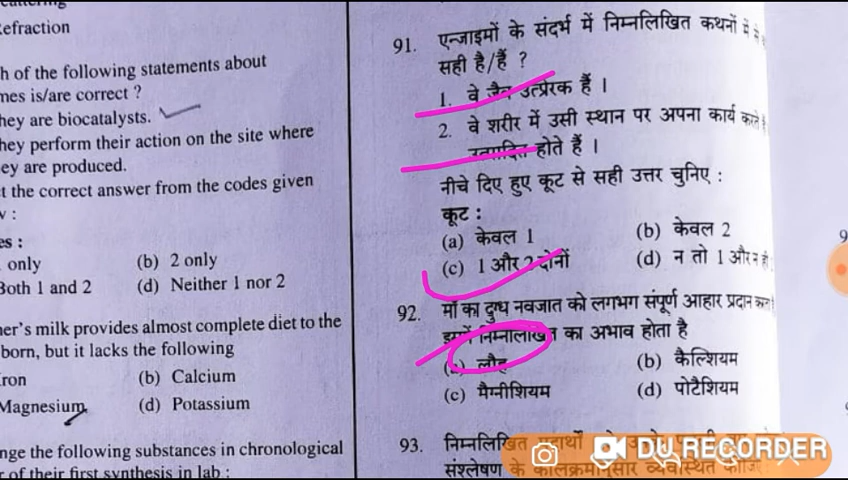 efraction
h of the following statements about
mes is/are correct ?
hey are biocatalysts.
hey perform their action on the site where
ey are produced.
t the correct answer from the codes given
v :
es :
only
(b) 2 only
Both 1 and 2
(d) Neither 1 nor 2
er's milk provides almost complete diet to the
born, but it lacks the following
ron
(b) Calcium
Magnesium
(d) Potassium
nge the following substances in chronological
of their first synthesis in lab :
91. एन्जाइमों के संदर्भ में निम्नलिखित कथनों में
सही है/हैं ?
1. वे जैव उत्प्रेरक हैं ।
2. वे शरीर में उसी स्थान पर अपना कार्य करते
होते हैं ।
नीचे दिए हुए कूट से सही उत्तर चुनिए :
कूट :
(a) केवल 1
(b) केवल 2
(c) 1 और 2 दोनों
(d) न तो 1 और न ही
92. माँ का दुग्ध नवजात को लगभग संपूर्ण आहार प्रदान
का अभाव होता है
लौह
(b) कैल्शियम
(c) मैग्नीशियम
(d) पोटैशियम
93. निम्नलिखित
संश्लेषण के कालक्रमानुसार व्यवस्थित कीजिए :
DU RECORDER